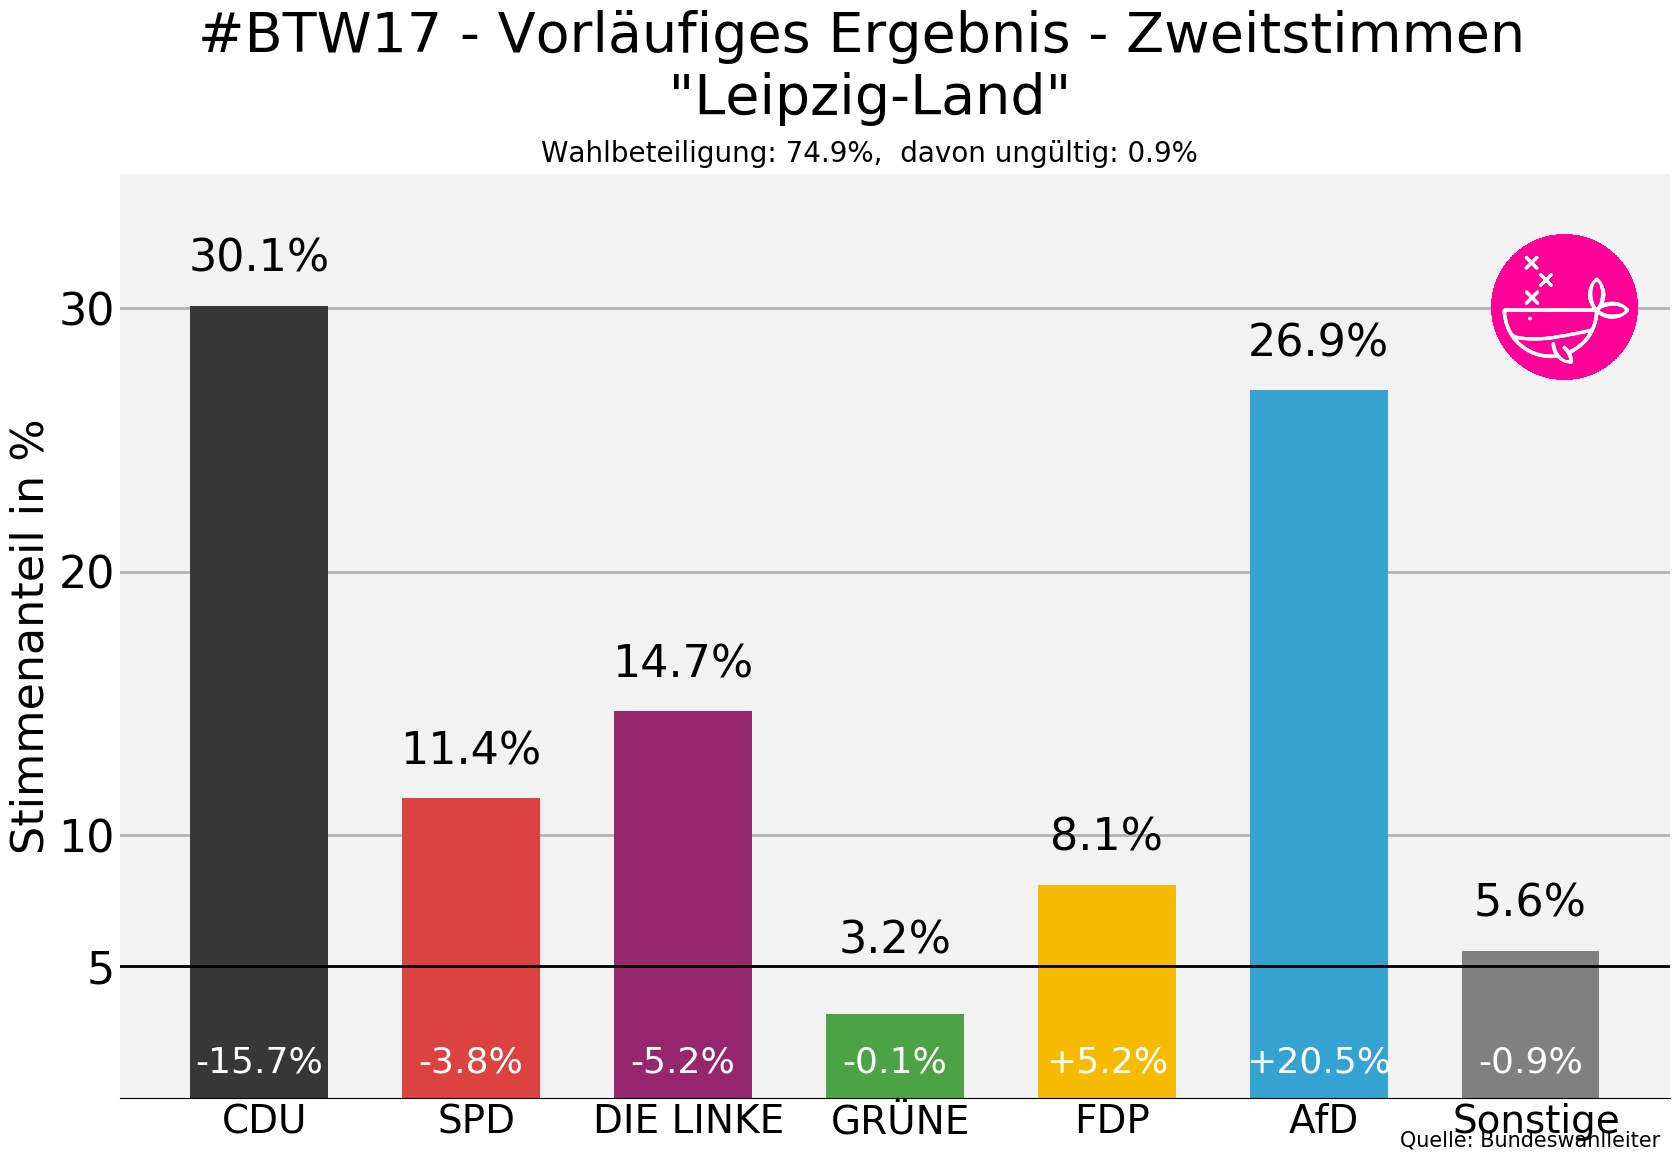 #BTW17 - Vorläufiges Ergebnis - Zweitstimmen
"Leipzig-Land"
Wahlbeteiligung: 74.9%,  davon ungültig: 0.9%
Stimmenanteil in %
30
20
10
5
30.1%
11.4%
14.7%
3.2%
8.1%
26.9%
5.6%
-15.7%
-3.8%
-5.2%
-0.1%
+5.2%
+20.5%
-0.9%
CDU
SPD
DIE LINKE
GRÜNE
FDP
AfD
Sonstige
Quelle: Bundeswahlleiter